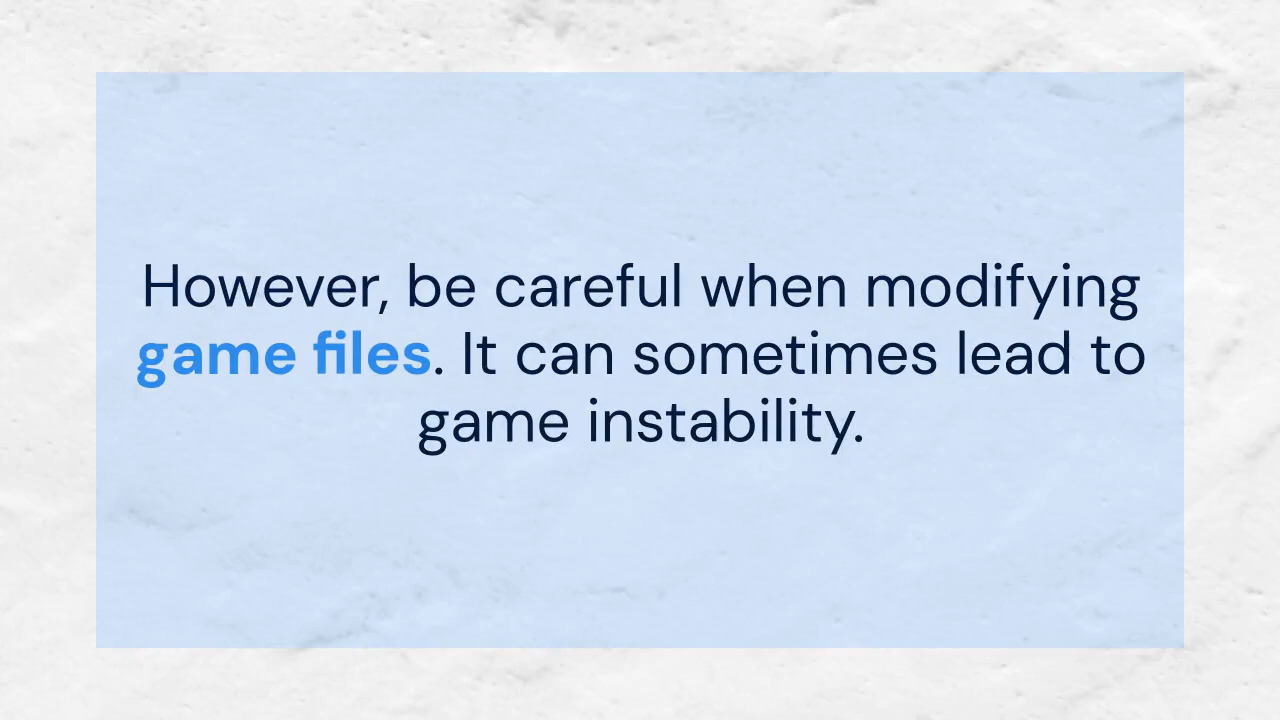 However, be careful when modifying
game files. It can sometimes lead to
game instability.